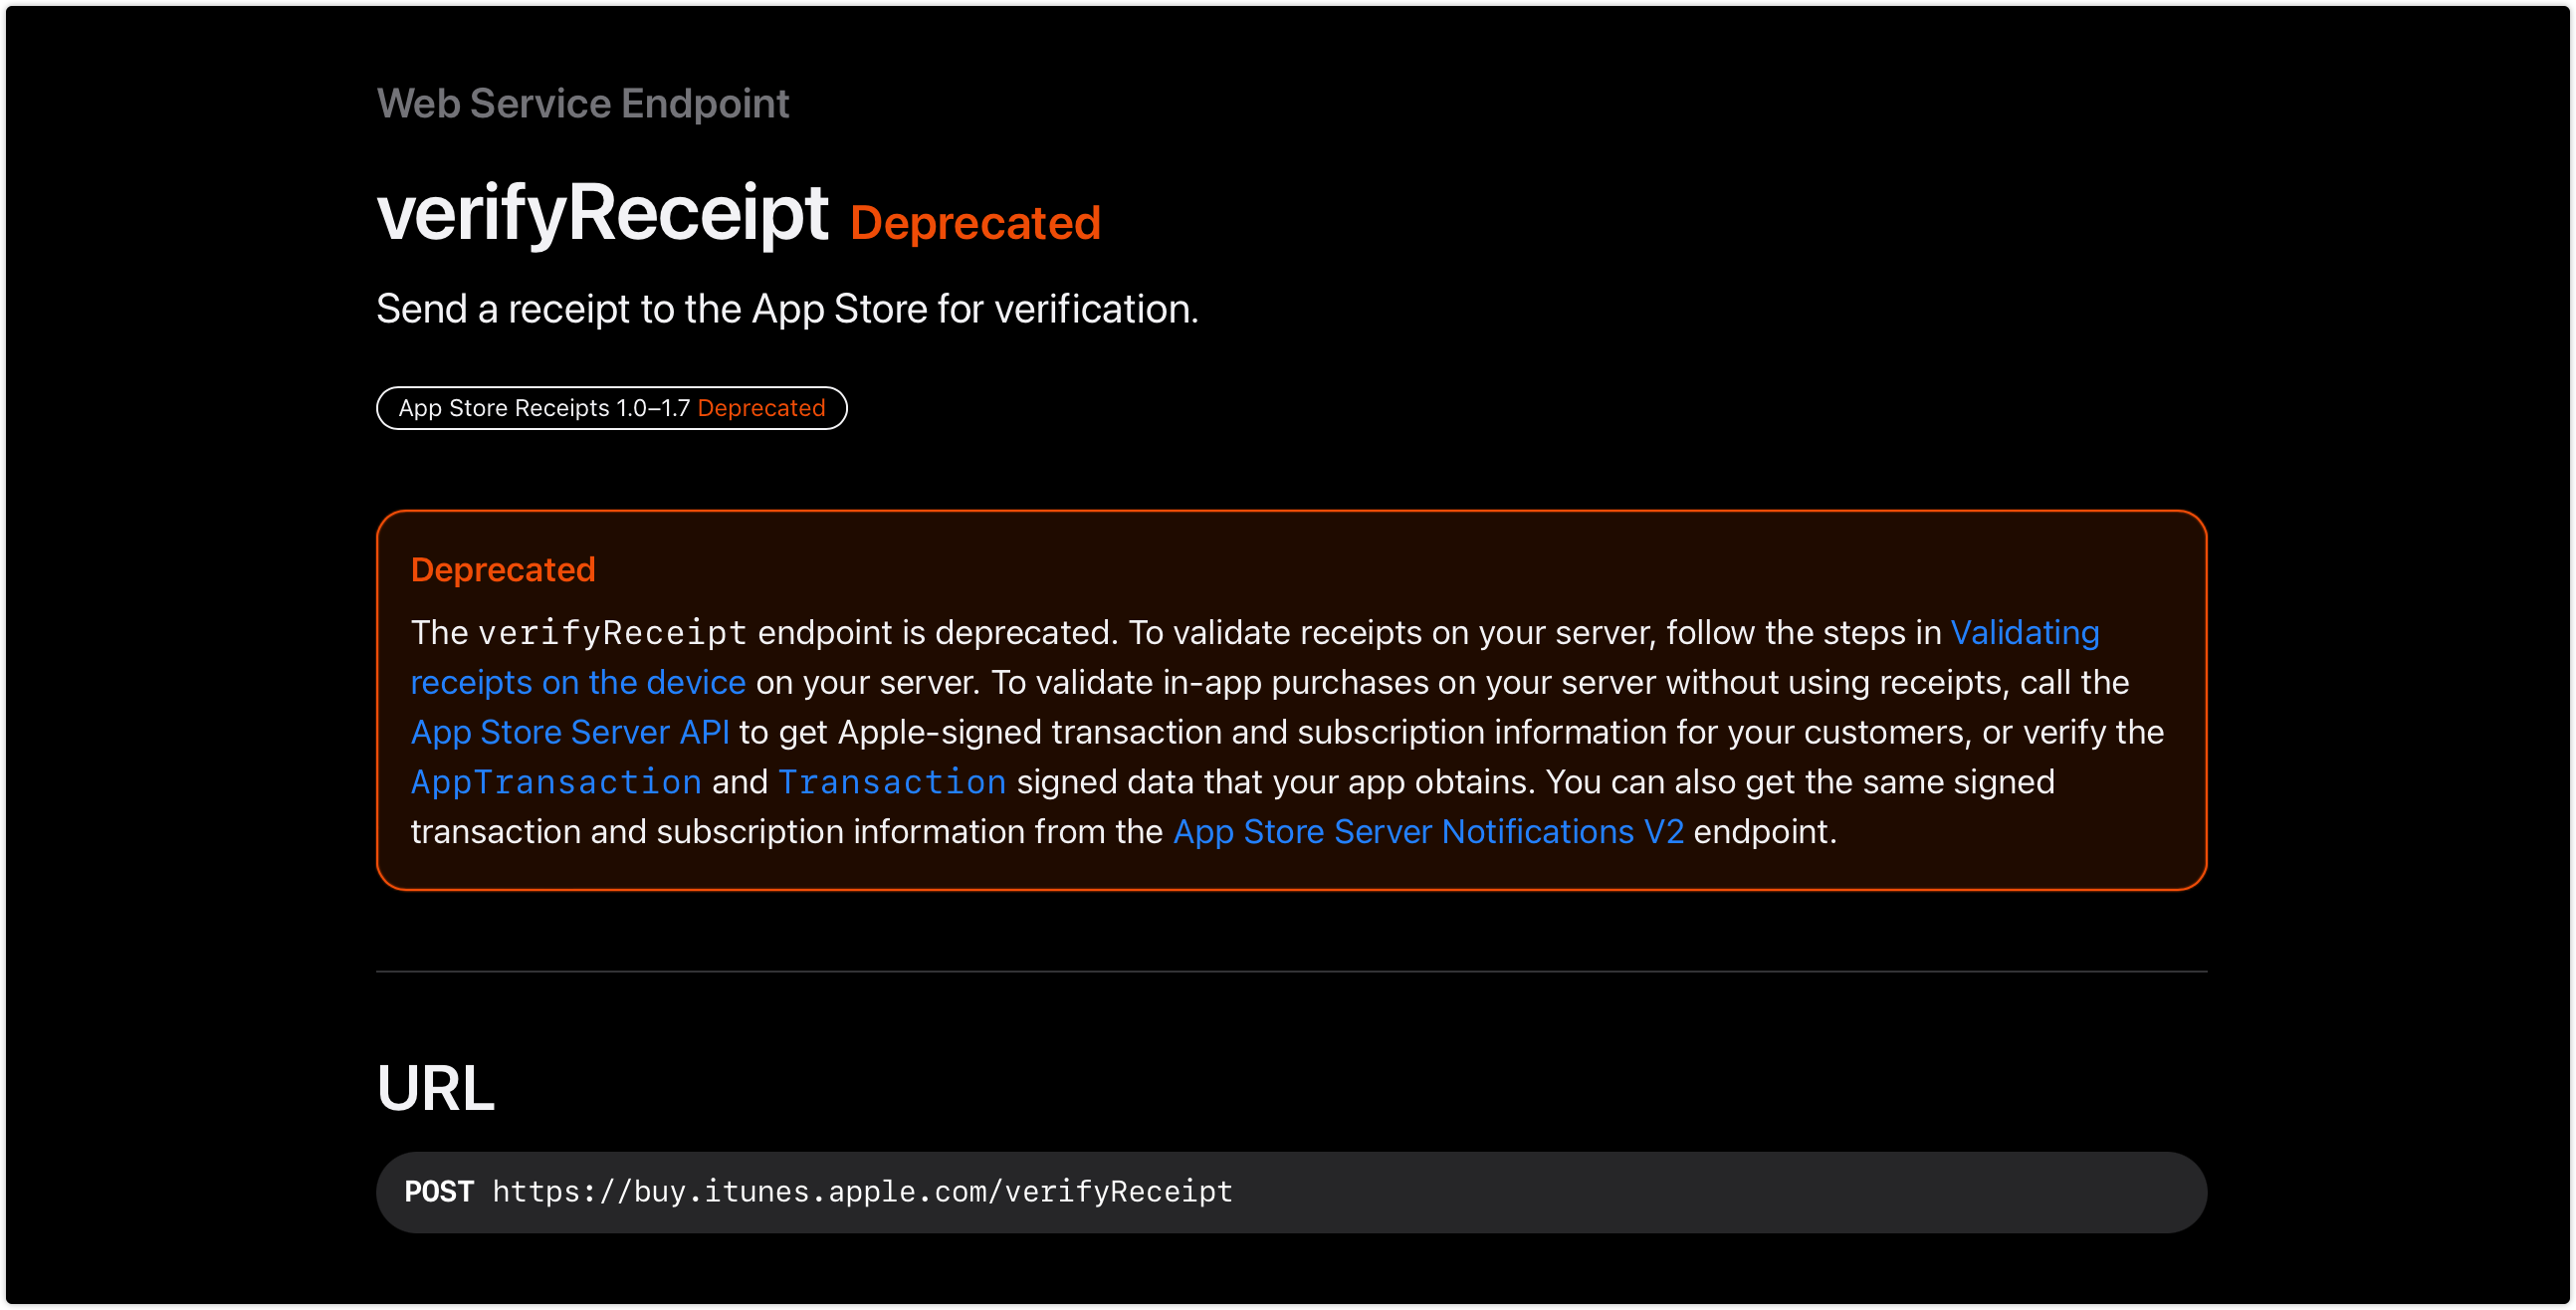 Web Service Endpoint
verifyReceipt Deprecated
Send a receipt to the App Store for verification.
App Store Receipts 1.0–1.7 Deprecated
Deprecated
The verifyReceipt endpoint is deprecated. To validate receipts on your server, follow the steps in Validating
receipts on the device on your server. To validate in-app purchases on your server without using receipts, call the
App Store Server API to get Apple-signed transaction and subscription information for your customers, or verify the
AppTransaction and Transaction signed data that your app obtains. You can also get the same signed
transaction and subscription information from the App Store Server Notifications V2 endpoint.
URL
POST https://buy.itunes.apple.com/verifyReceipt